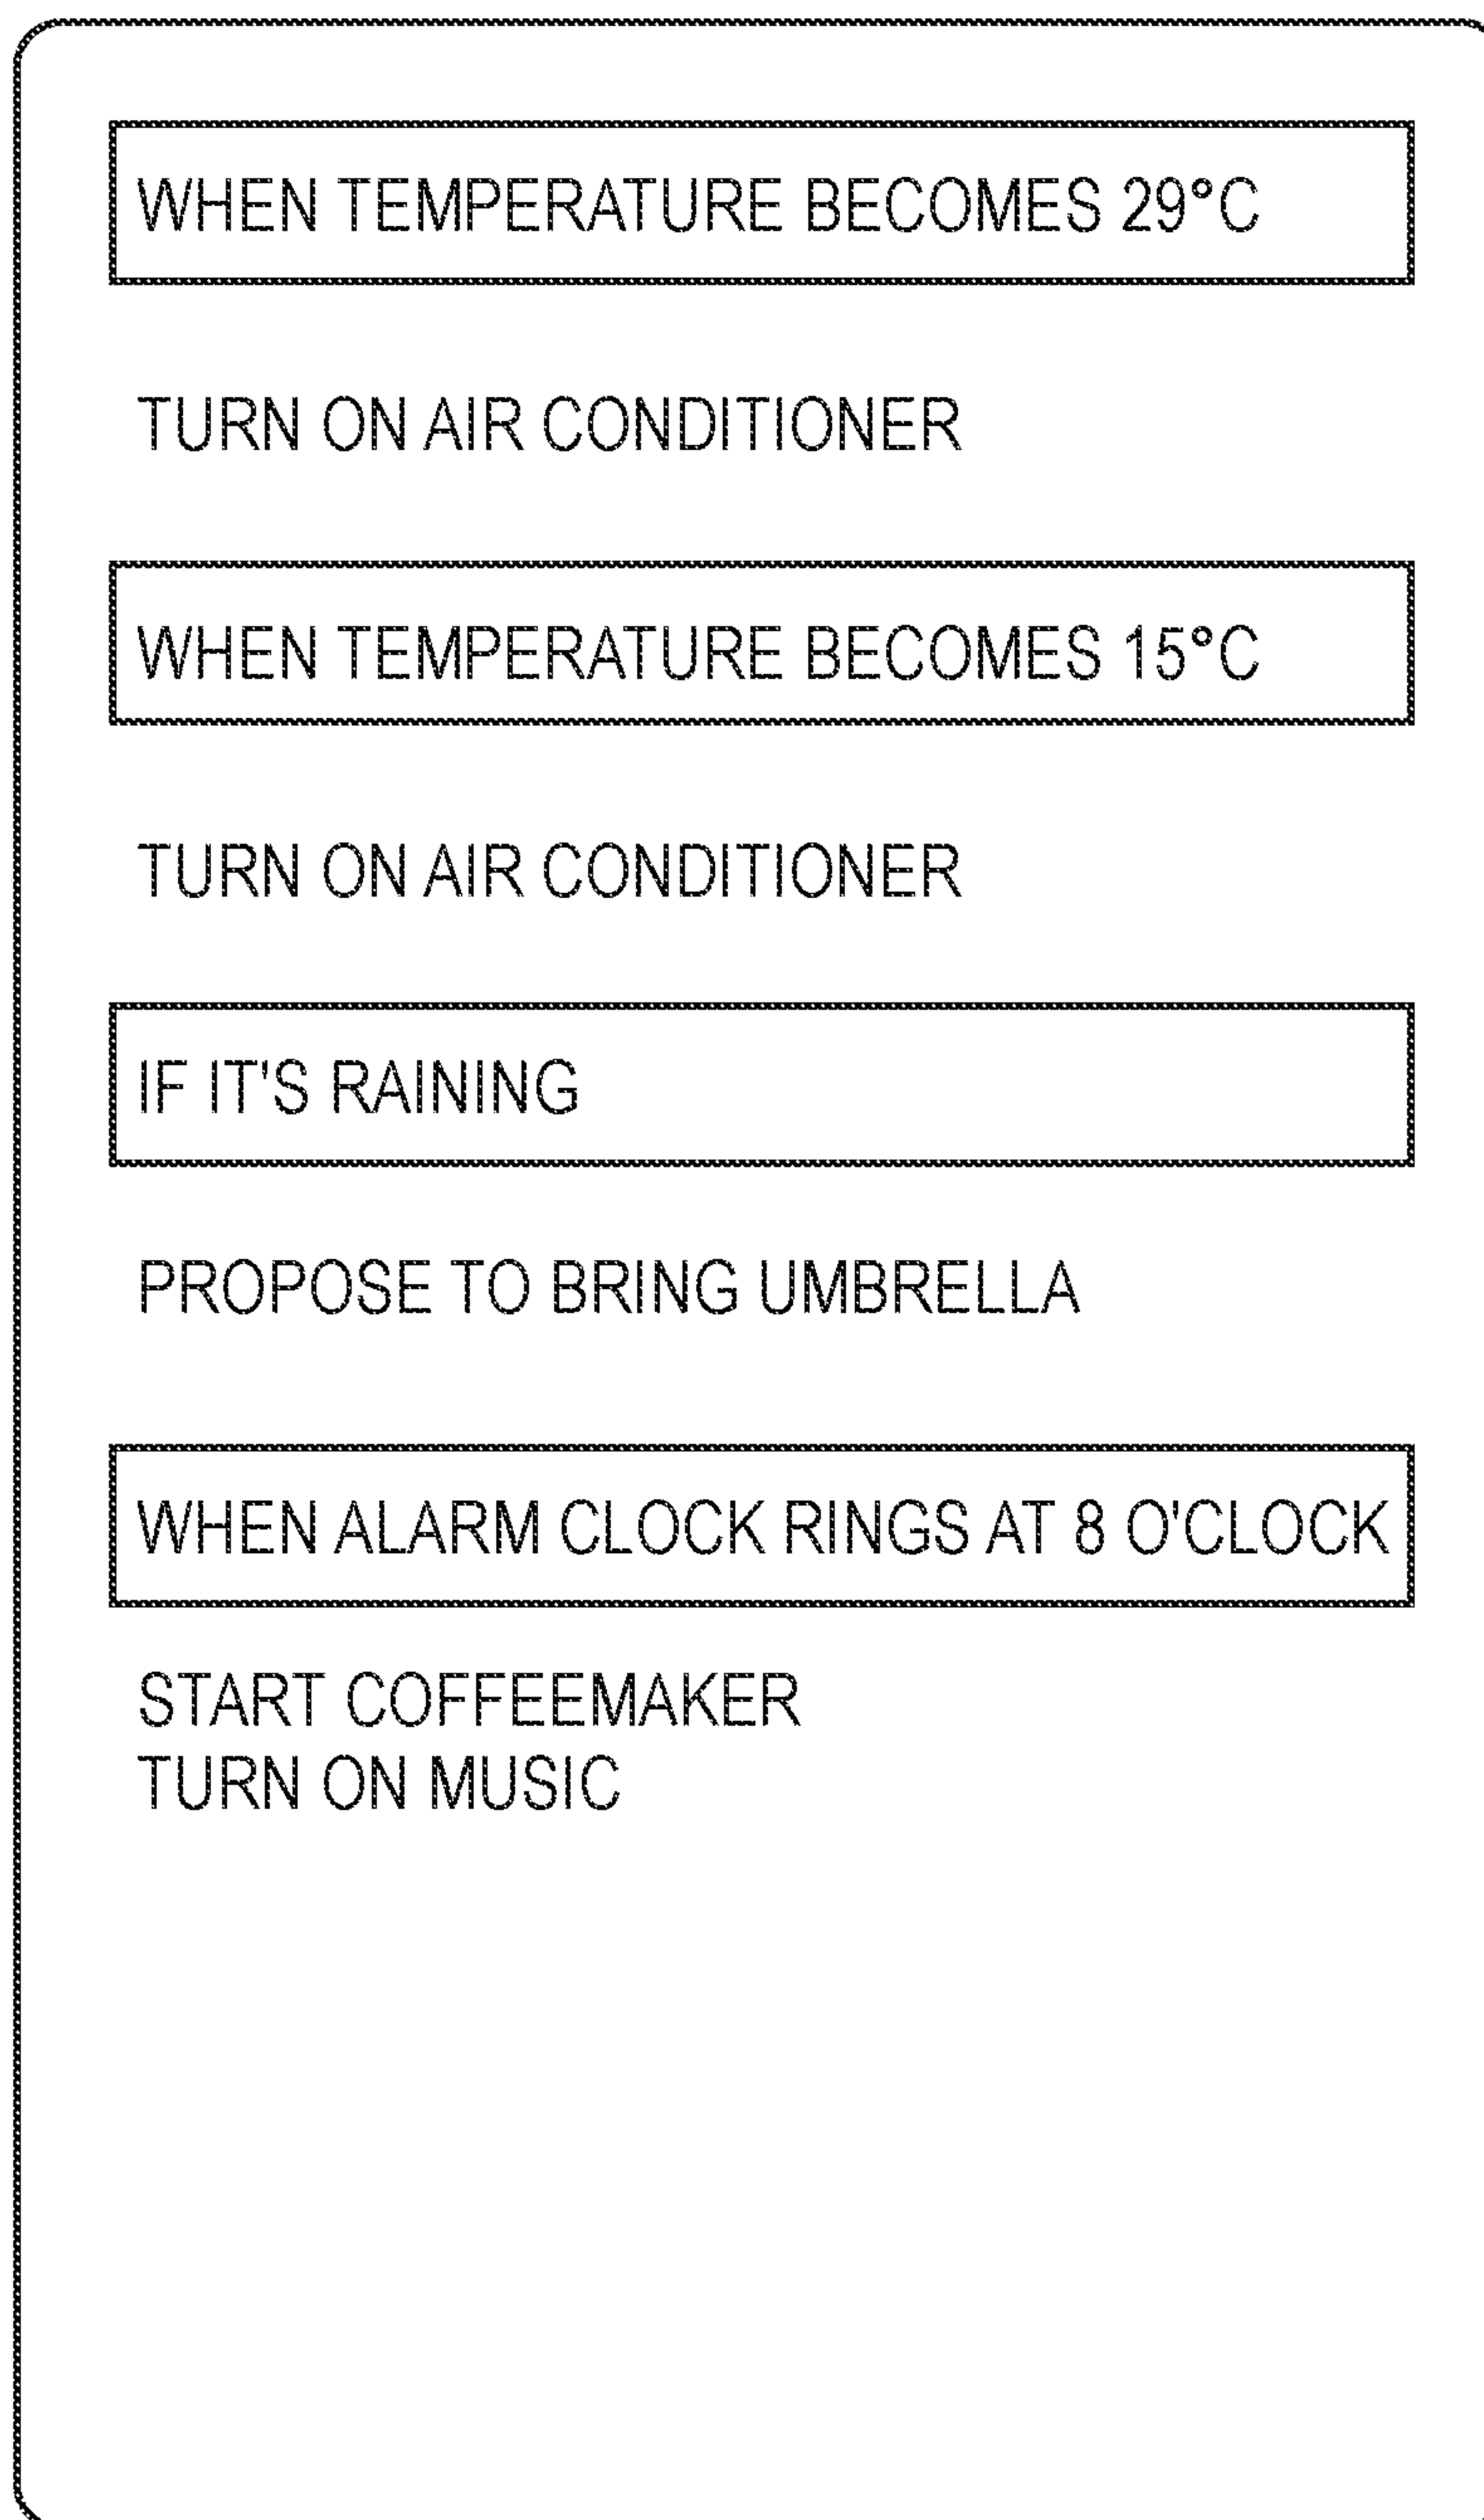 WHEN TEMPERATURE BECOMES 29°C
TURN ON AIR CONDITIONER
WHEN TEMPERATURE BECOMES 15°C
TURN ON AIR CONDITIONER
IF IT'S RAINING
PROPOSE TO BRING UMBRELLA
WHEN ALARM CLOCK RINGS AT 8 O'CLOCK
START COFFEEMAKER
TURN ON MUSIC